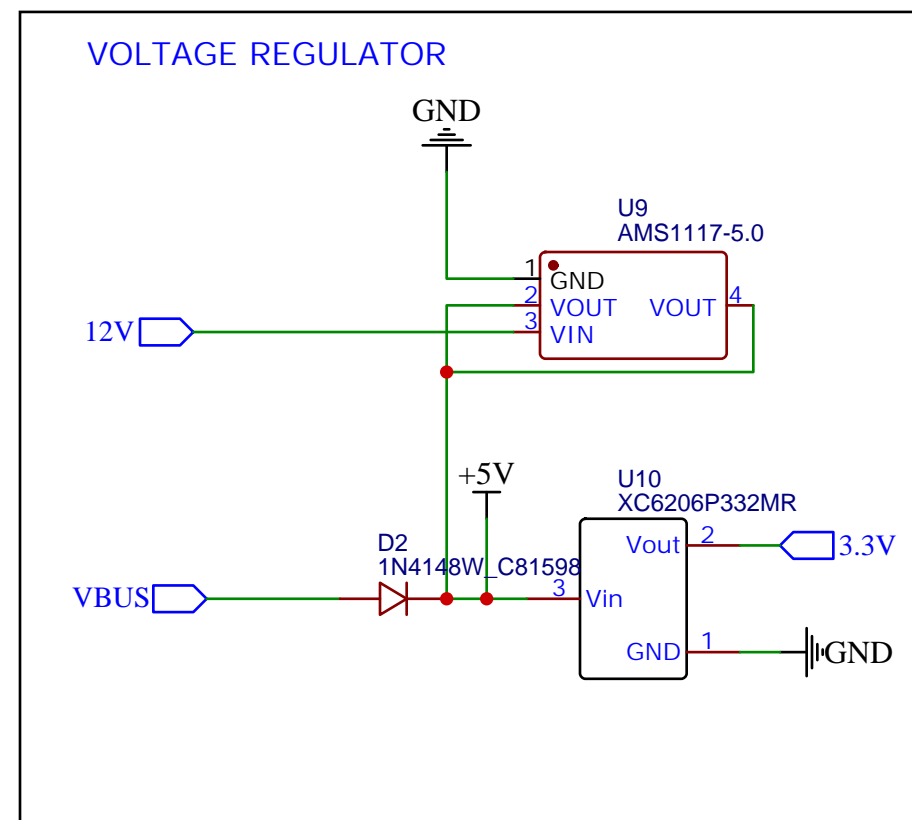 VOLTAGE REGULATOR
GND
U9
AMS1117-5.0
1
GND
2
VOUT
VOUT
4
12V
3
VIN
+5V
U10
XC6206P332MR
D2
1N4148W_C81598
Vout
2
3.3V
VBUS
3
Vin
GND
1
GND